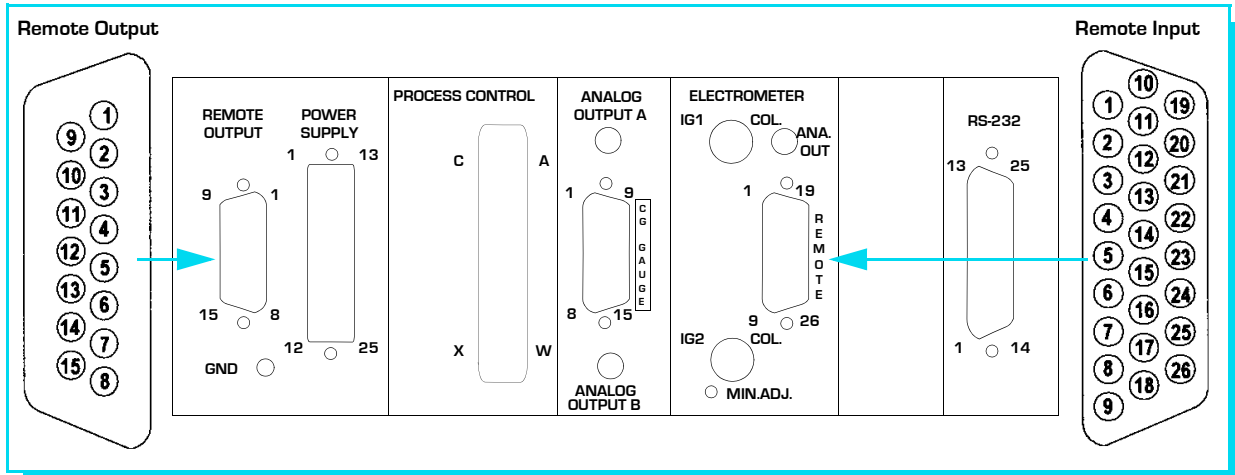 Remote Output
1
9
2
10
3
11
4
12
5
13
6
14
7
15
8
REMOTE
OUTPUT
9 1
15 8
GND
POWER
SUPPLY
1 13
12 25
PROCESS CONTROL
C A
X W
ANALOG
OUTPUT A
1 9
CG GAUGE
8 15
ANALOG
OUTPUT B
ELECTROMETER
IG1 COL.
ANA.
OUT
1 19
REMOTE
9 26
IG2 COL.
MIN.ADJ.
RS-232
13 25
1 14
Remote Input
10
1 19
11
2 20
12
3 21
13
4 22
14
5 23
15
6 24
16
7 25
17
8 26
18
9